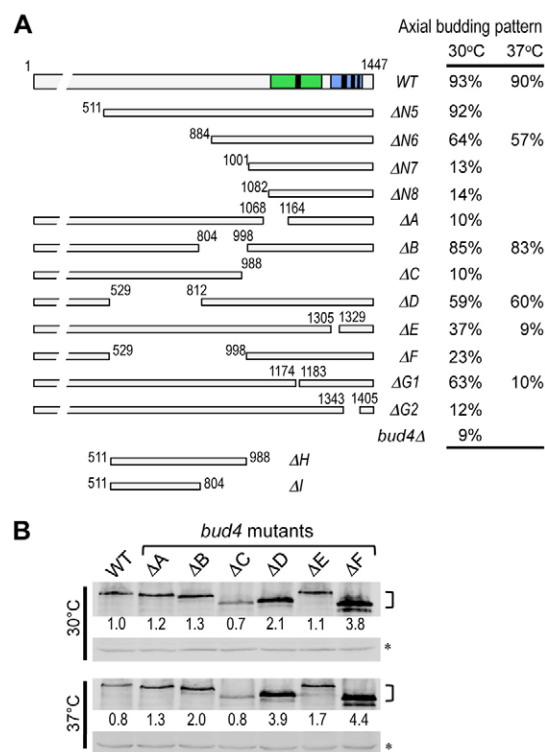 A
Axial budding pattern
30°C 37°C
1 1447 WT 93% 90%
511 ΔN5 92%
884 ΔN6 64% 57%
1001 ΔN7 13%
1082 ΔN8 14%
1068 1164 ΔA 10%
804 998 ΔB 85% 83%
988 ΔC 10%
529 812 ΔD 59% 60%
1305 1329 ΔE 37% 9%
529 998 ΔF 23%
1174 1183 ΔG1 63% 10%
1343 1405 ΔG2 12%
bud4Δ 9%
511 988 ΔH
511 804 ΔI
B
bud4 mutants
WT ΔA ΔB ΔC ΔD ΔE ΔF
30°C
1.0 1.2 1.3 0.7 2.1 1.1 3.8
*
37°C
0.8 1.3 2.0 0.8 3.9 1.7 4.4
*